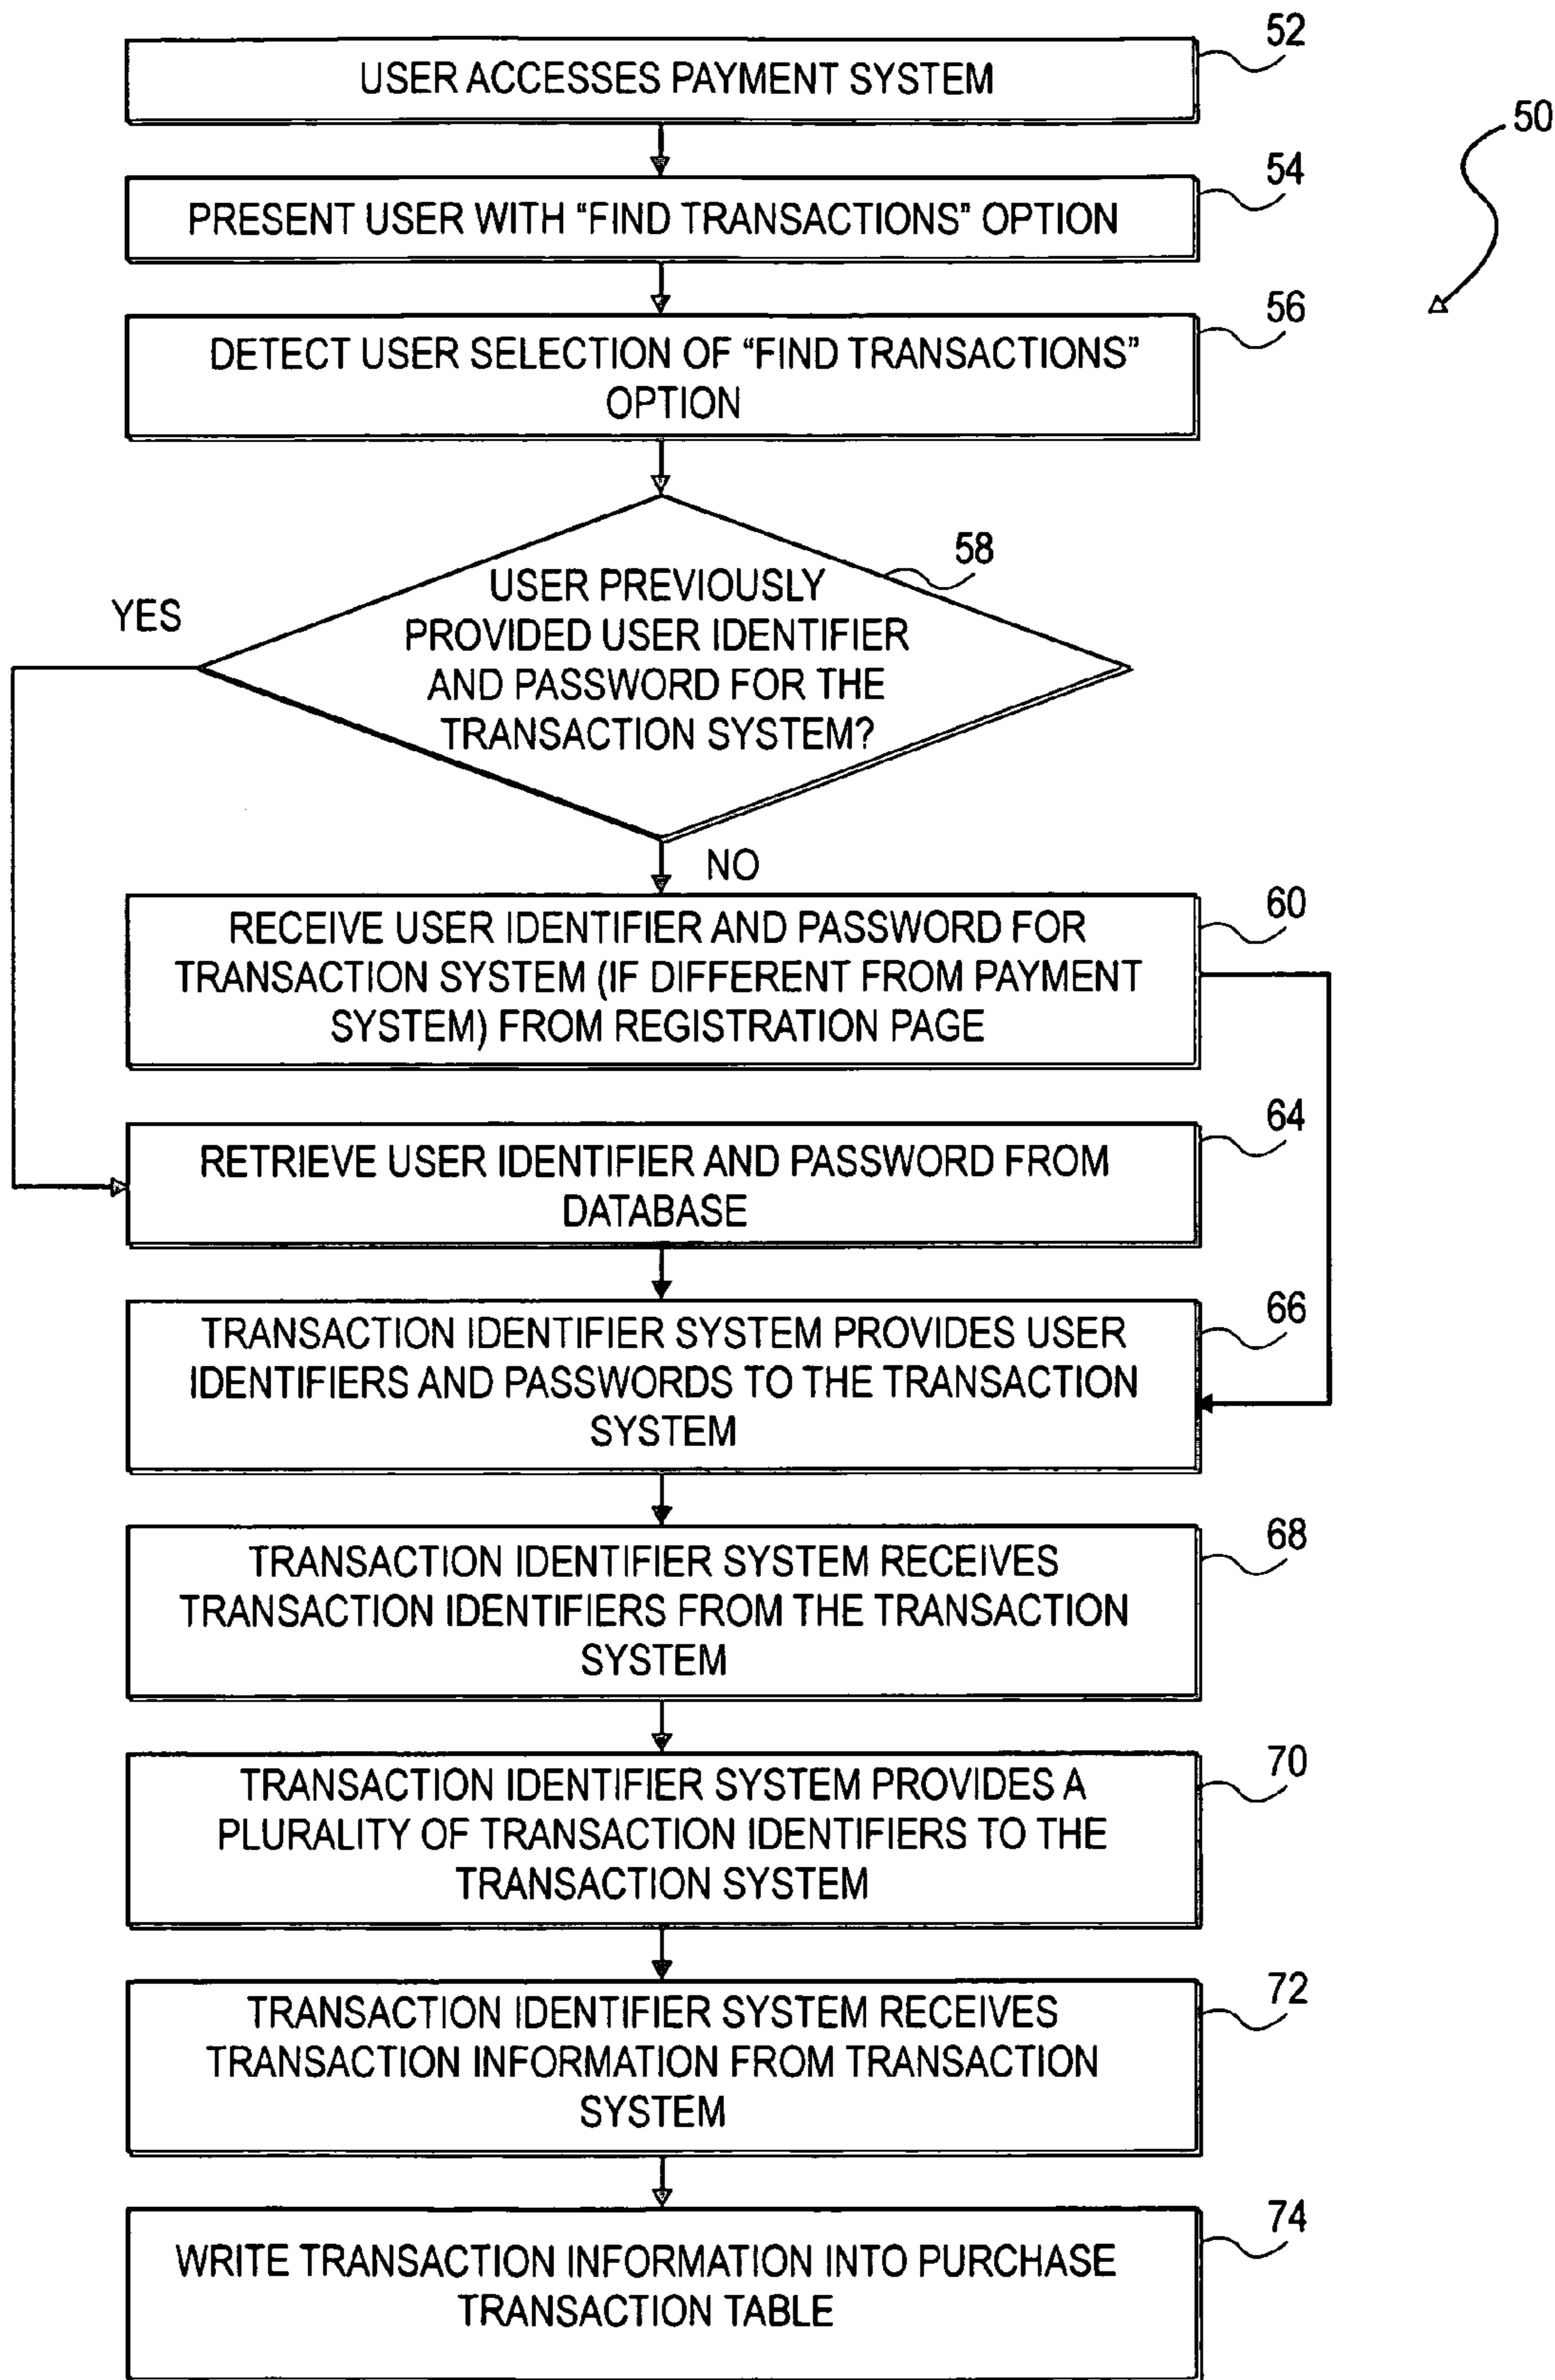 52
USER ACCESSES PAYMENT SYSTEM
50
54
PRESENT USER WITH “FIND TRANSACTIONS” OPTION
56
DETECT USER SELECTION OF “FIND TRANSACTIONS”
OPTION
58
USER PREVIOUSLY
PROVIDED USER IDENTIFIER
AND PASSWORD FOR THE
TRANSACTION SYSTEM?
YES
NO
60
RECEIVE USER IDENTIFIER AND PASSWORD FOR
TRANSACTION SYSTEM (IF DIFFERENT FROM PAYMENT
SYSTEM) FROM REGISTRATION PAGE
64
RETRIEVE USER IDENTIFIER AND PASSWORD FROM
DATABASE
66
TRANSACTION IDENTIFIER SYSTEM PROVIDES USER
IDENTIFIERS AND PASSWORDS TO THE TRANSACTION
SYSTEM
68
TRANSACTION IDENTIFIER SYSTEM RECEIVES
TRANSACTION IDENTIFIERS FROM THE TRANSACTION
SYSTEM
70
TRANSACTION IDENTIFIER SYSTEM PROVIDES A
PLURALITY OF TRANSACTION IDENTIFIERS TO THE
TRANSACTION SYSTEM
72
TRANSACTION IDENTIFIER SYSTEM RECEIVES
TRANSACTION INFORMATION FROM TRANSACTION
SYSTEM
74
WRITE TRANSACTION INFORMATION INTO PURCHASE
TRANSACTION TABLE